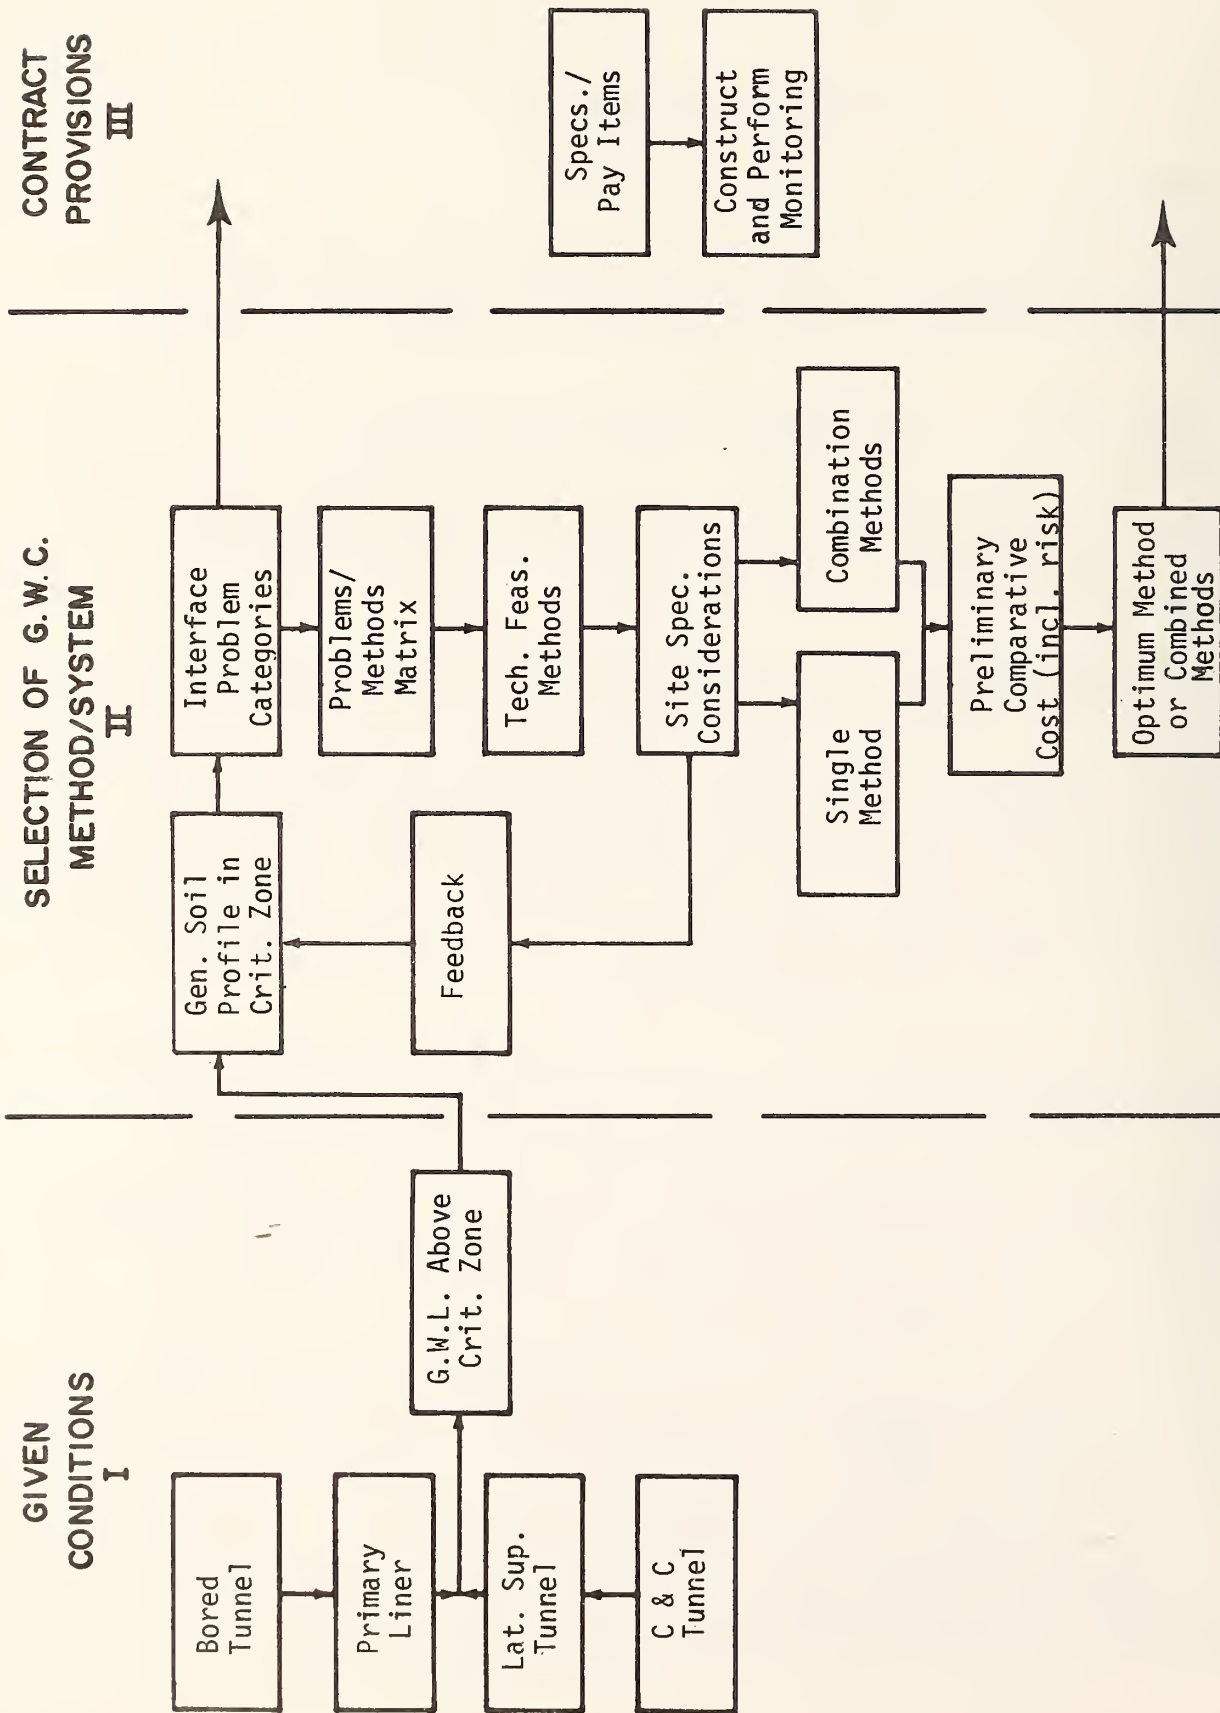 GIVEN
CONDITIONS
I
SELECTION OF G.W.C.
METHOD/SYSTEM
II
CONTRACT
PROVISIONS
III
Bored
Tunnel
Primary
Liner
Lat. Sup.
Tunnel
C & C
Tunnel
G.W.L. Above
Crit. Zone
Gen. Soil
Profile in
Crit. Zone
Feedback
Interface
Problem
Categories
Problems/
Methods
Matrix
Tech. Feas.
Methods
Site Spec.
Considerations
Single
Method
Combination
Methods
Preliminary
Comparative
Cost (incl. risk)
Optimum Method
or Combined
Methods
Specs./
Pay Items
Construct
and Perform
Monitoring